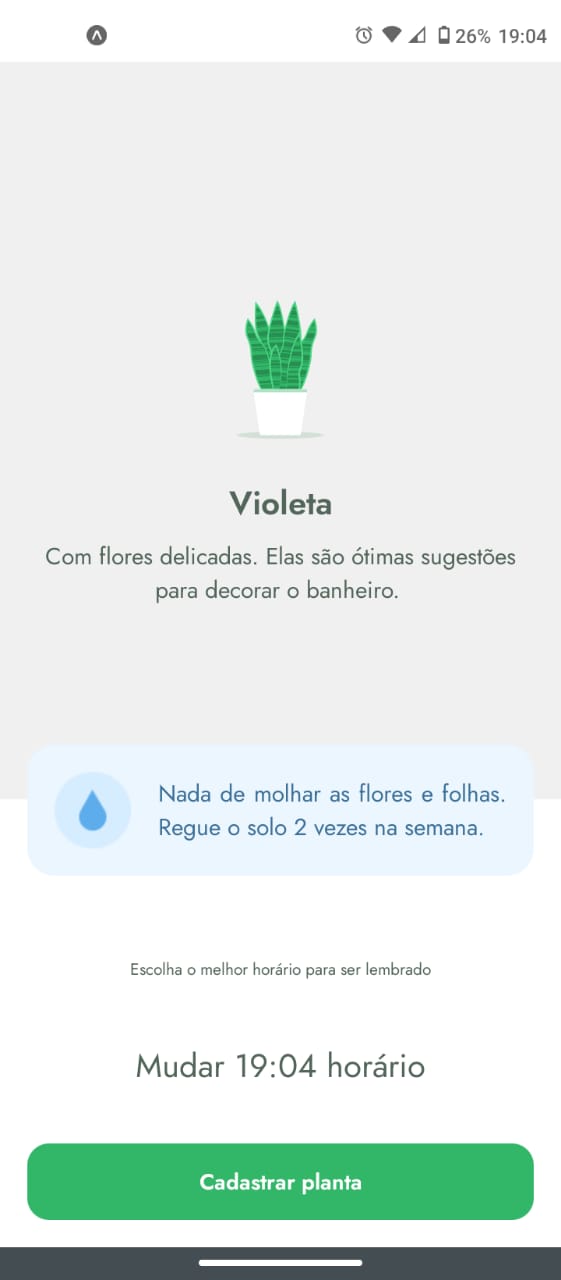 26% 19:04
Violeta
Com flores delicadas. Elas são ótimas sugestões
para decorar o banheiro.
Nada de molhar as flores e folhas.
Regue o solo 2 vezes na semana.
Escolha o melhor horário para ser lembrado
Mudar 19:04 horário
Cadastrar planta